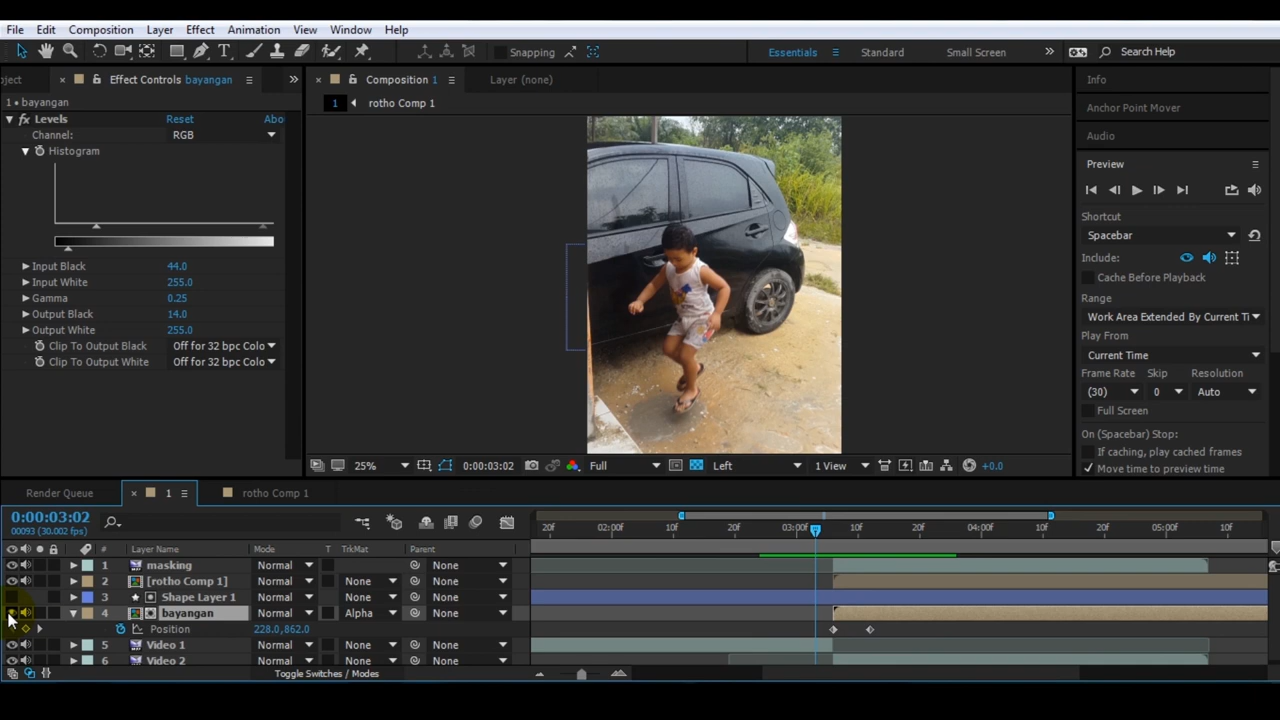 File Edit Composition Layer Effect Animation View Window Help
Snapping Essentials Standard Small Screen Search Help
oject Effect Controls bayangan Composition 1 Layer (none) Info
1 • bayangan 1 rotho Comp 1 Anchor Point Mover
fx Levels Reset Abo
Channel: RGB Audio
Histogram
Preview
Shortcut
Spacebar
Include:
Input Black 44.0 Cache Before Playback
Input White 255.0 Range
Gamma 0.25
Output Black 14.0 Work Area Extended By Current Ti
Output White 255.0 Play From
Clip To Output Black Off for 32 bpc Colo
Clip To Output White Off for 32 bpc Colo Current Time
Frame Rate Skip Resolution
(30) 0 Auto
Full Screen
On (Spacebar) Stop:
If caching, play cached frames
25% 0:00:03:02 Full Left 1 View +0.0 Move time to preview time
Render Queue 1 rotho Comp 1
0:00:03:02
00093 (30.002 fps) 20f 02:00f 10f 20f 03:00f 10f 20f 04:00f 10f 20f 05:00f 10f
# Layer Name Mode T TrkMat Parent
1 masking Normal None
2 [rotho Comp 1] Normal None None
3 Shape Layer 1 Normal None None
4 bayangan Normal Alpha None
Position 228.0,862.0
5 Video 1 Normal None None
6 Video 2 Normal None None
Toggle Switches / Modes